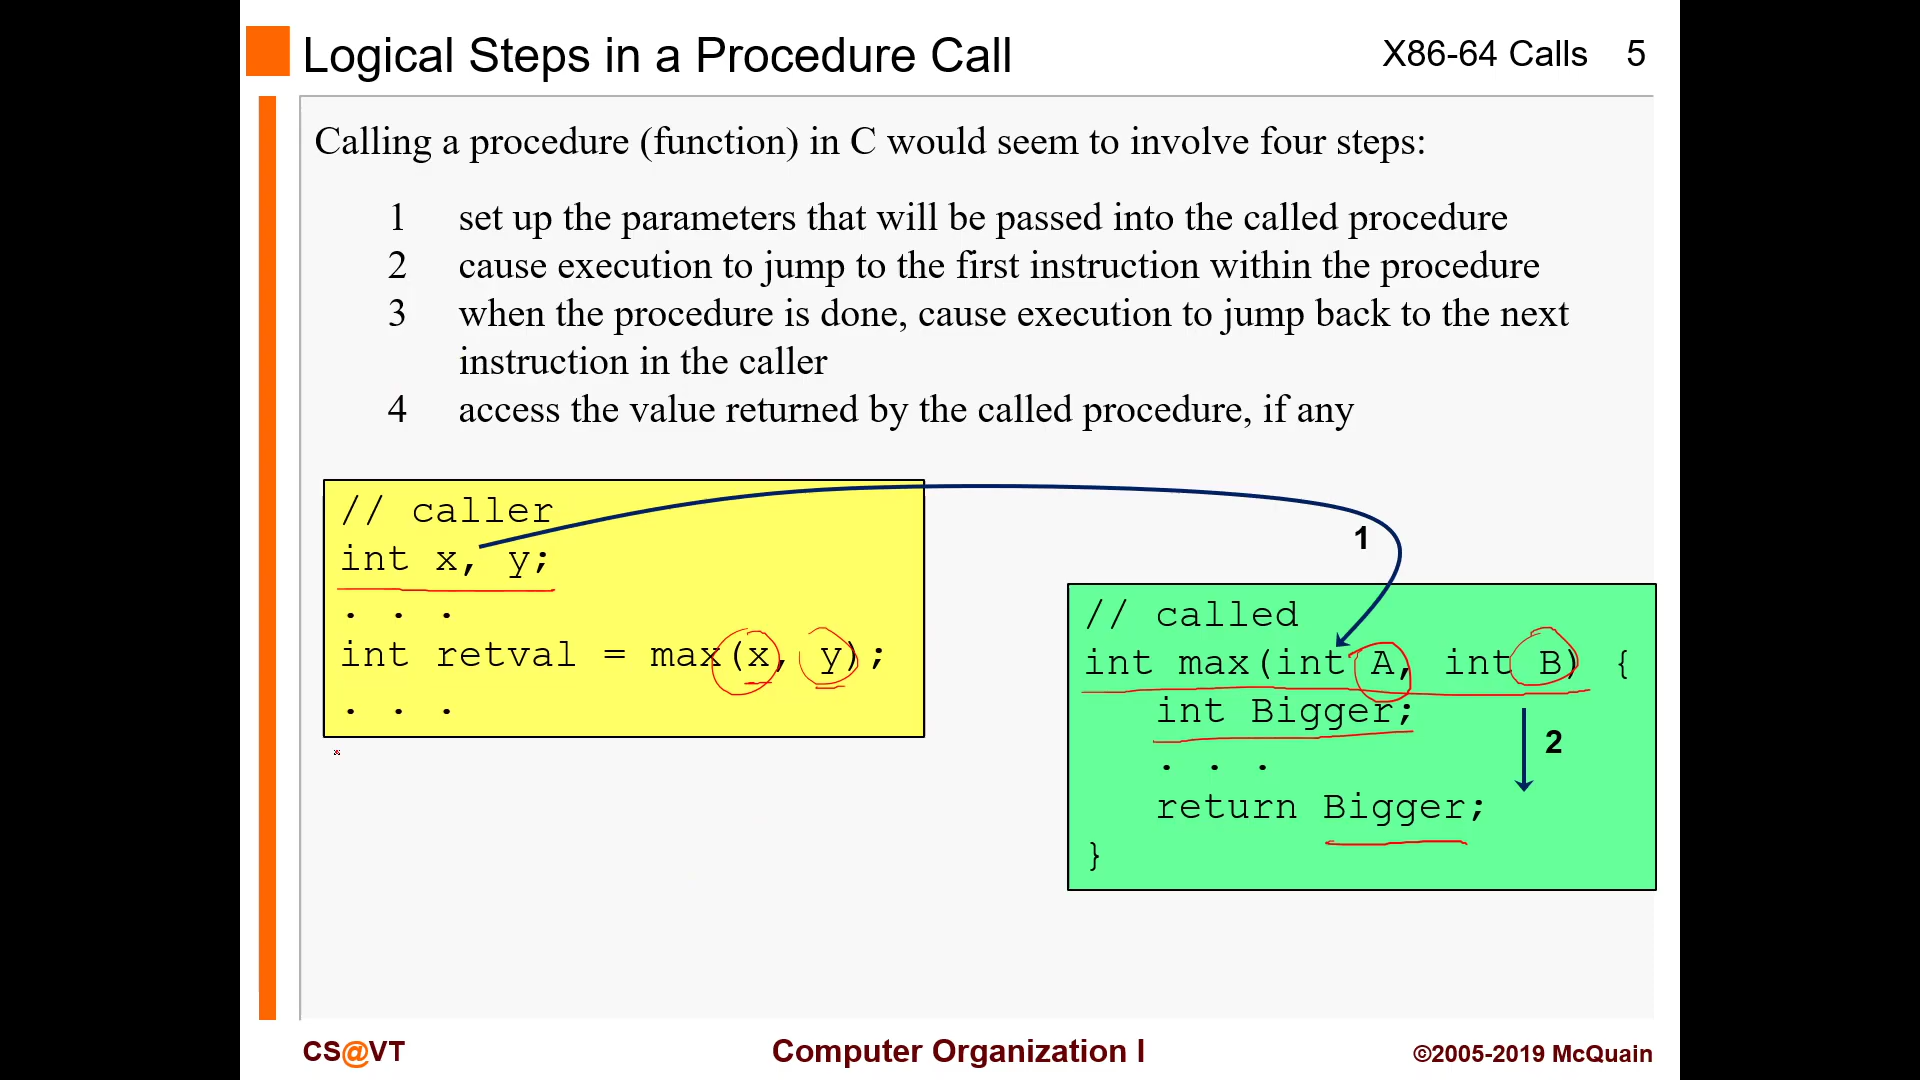 Logical Steps in a Procedure Call
X86-64 Calls 5
Calling a procedure (function) in C would seem to involve four steps:
1 set up the parameters that will be passed into the called procedure
2 cause execution to jump to the first instruction within the procedure
3 when the procedure is done, cause execution to jump back to the next
instruction in the caller
4 access the value returned by the called procedure, if any
// caller
int x, y;
. . .
int retval = max(x, y);
. . .
1
// called
int max(int A, int B) {
int Bigger;
. . .
return Bigger;
}
2
CS@VT
Computer Organization I
©2005-2019 McQuain